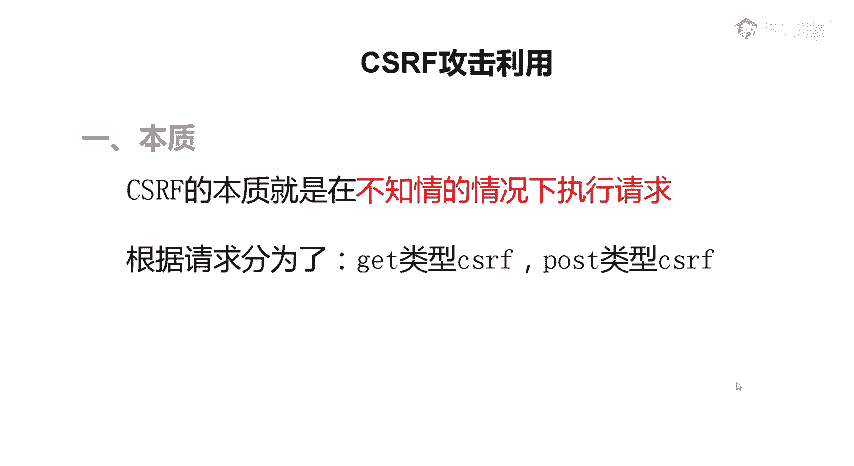 CSRF攻击利用
一、本质
CSRF的本质就是在不知情的情况下执行请求
根据请求分为了：get类型csrf，post类型csrf